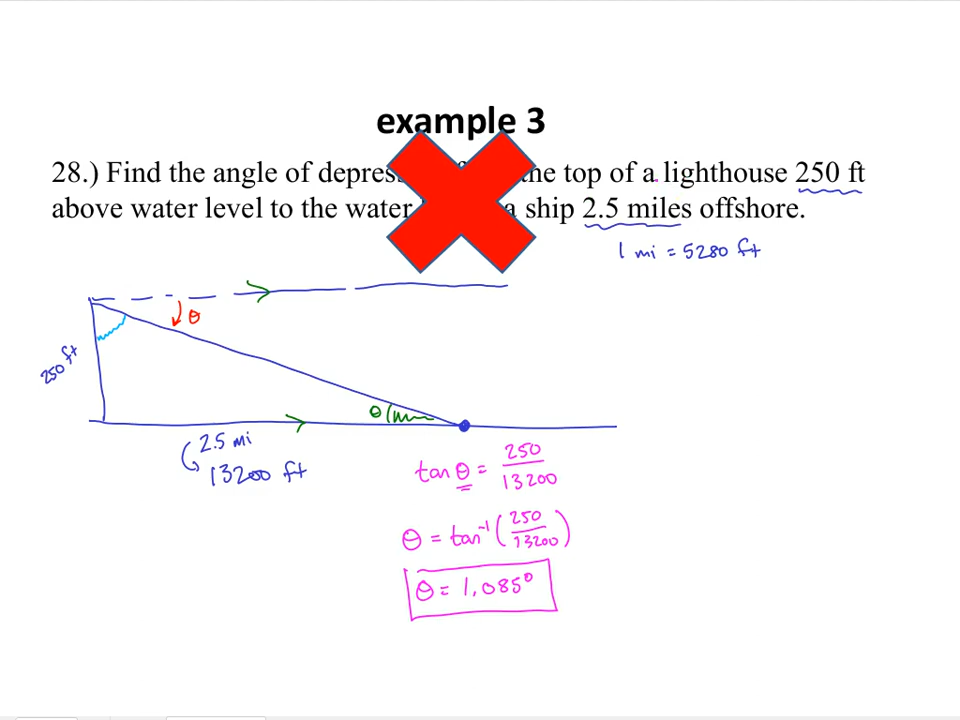 example 3
28.) Find the angle of depres the top of a lighthouse 250 ft
above water level to the water a ship 2.5 miles offshore.
1 mi = 5280 ft
θ
250 ft
θ
2.5 mi
13200 ft
tan θ = 250/13200
θ = tan⁻¹(250/13200)
θ = 1.085°